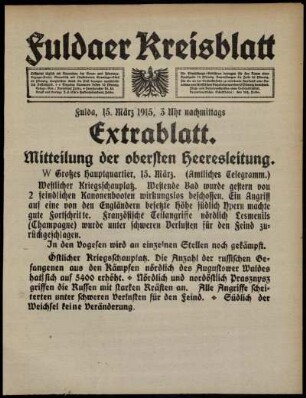 Fuldaer Kreisblatt
Fulda, 15. März 1915, 3 Uhr nachmittags
Extrablatt.
Mitteilung der obersten Heeresleitung.
W Großes Hauptquartier, 15. März. (Amtliches Telegramm.)
Westlicher Kriegsschauplatz. Westende Bad wurde gestern von
2 feindlichen Kanonenbooten wirkungslos beschossen. Ein Angriff
auf eine von den Engländern besetzte Höhe südlich Ypern machte
gute Fortschritte. Französische Teilangriffe nördlich Lesmenils
(Champagne) wurde unter schweren Verlusten für den Feind zu-
rückgeschlagen.
In den Vogesen wird an einzelnen Stellen noch gekämpft.
Östlicher Kriegsschauplatz. Die Anzahl der russischen Ge-
fangenen aus den Kämpfen nördlich des Augustower Waldes
hat sich auf 5400 erhöht. * Nördlich und nordöstlich Prasznysz
griffen die Russen mit starken Kräften an. Alle Angriffe schei-
terten unter schweren Verlusten für den Feind. * Südlich der
Weichsel keine Veränderung.